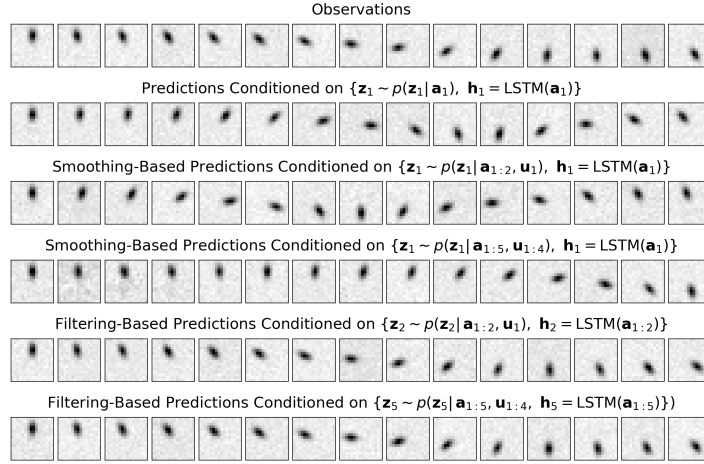 Observations
Predictions Conditioned on {z₁ ~ p(z₁|a₁), h₁ = LSTM(a₁)}
Smoothing-Based Predictions Conditioned on {z₁ ~ p(z₁|a₁:₂, u₁), h₁ = LSTM(a₁)}
Smoothing-Based Predictions Conditioned on {z₁ ~ p(z₁|a₁:₅, u₁:₄), h₁ = LSTM(a₁)}
Filtering-Based Predictions Conditioned on {z₂ ~ p(z₂|a₁:₂, u₁), h₂ = LSTM(a₁:₂)}
Filtering-Based Predictions Conditioned on {z₅ ~ p(z₅|a₁:₅, u₁:₄, h₅ = LSTM(a₁:₅)})